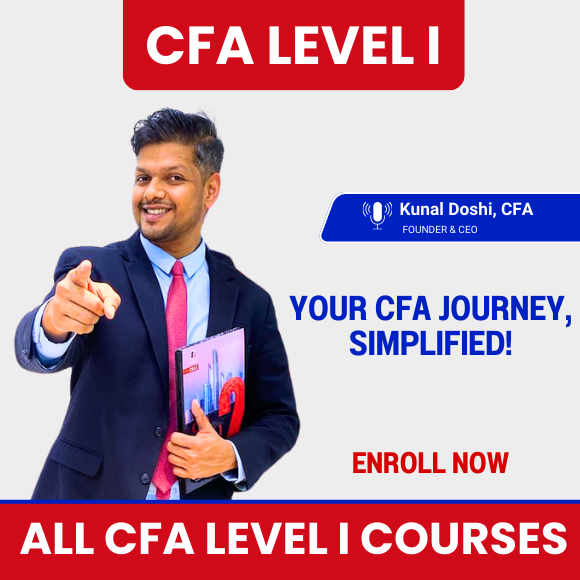 CFA LEVEL I
Kunal Doshi, CFA
FOUNDER & CEO
YOUR CFA JOURNEY,
SIMPLIFIED!
ENROLL NOW
ALL CFA LEVEL I COURSES